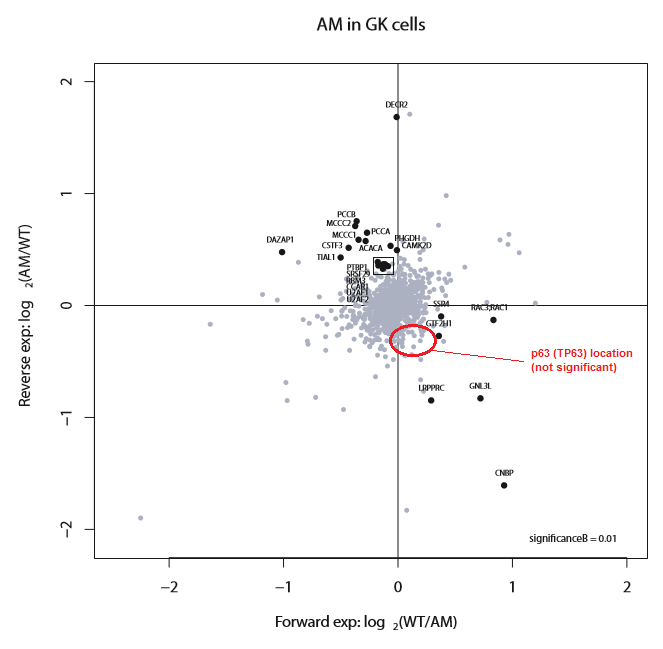 AM in GK cells
2
DECR2
1
PCCB
MCCC2
PCCA
MCCC1
PHGDH
DAZAP1
CSTF3
ACACA
CAMK2D
TIAL1
PTBP1
RBM3
U2AF1
U2AF2
Reverse exp: log 2(AM/WT)
0
SSR4
RAC3;RAC1
GTF2H1
p63 (TP63) location
(not significant)
LRPPRC
GNL3L
−1
CNBP
−2
significanceB = 0.01
−2 −1 0 1 2
Forward exp: log 2(WT/AM)